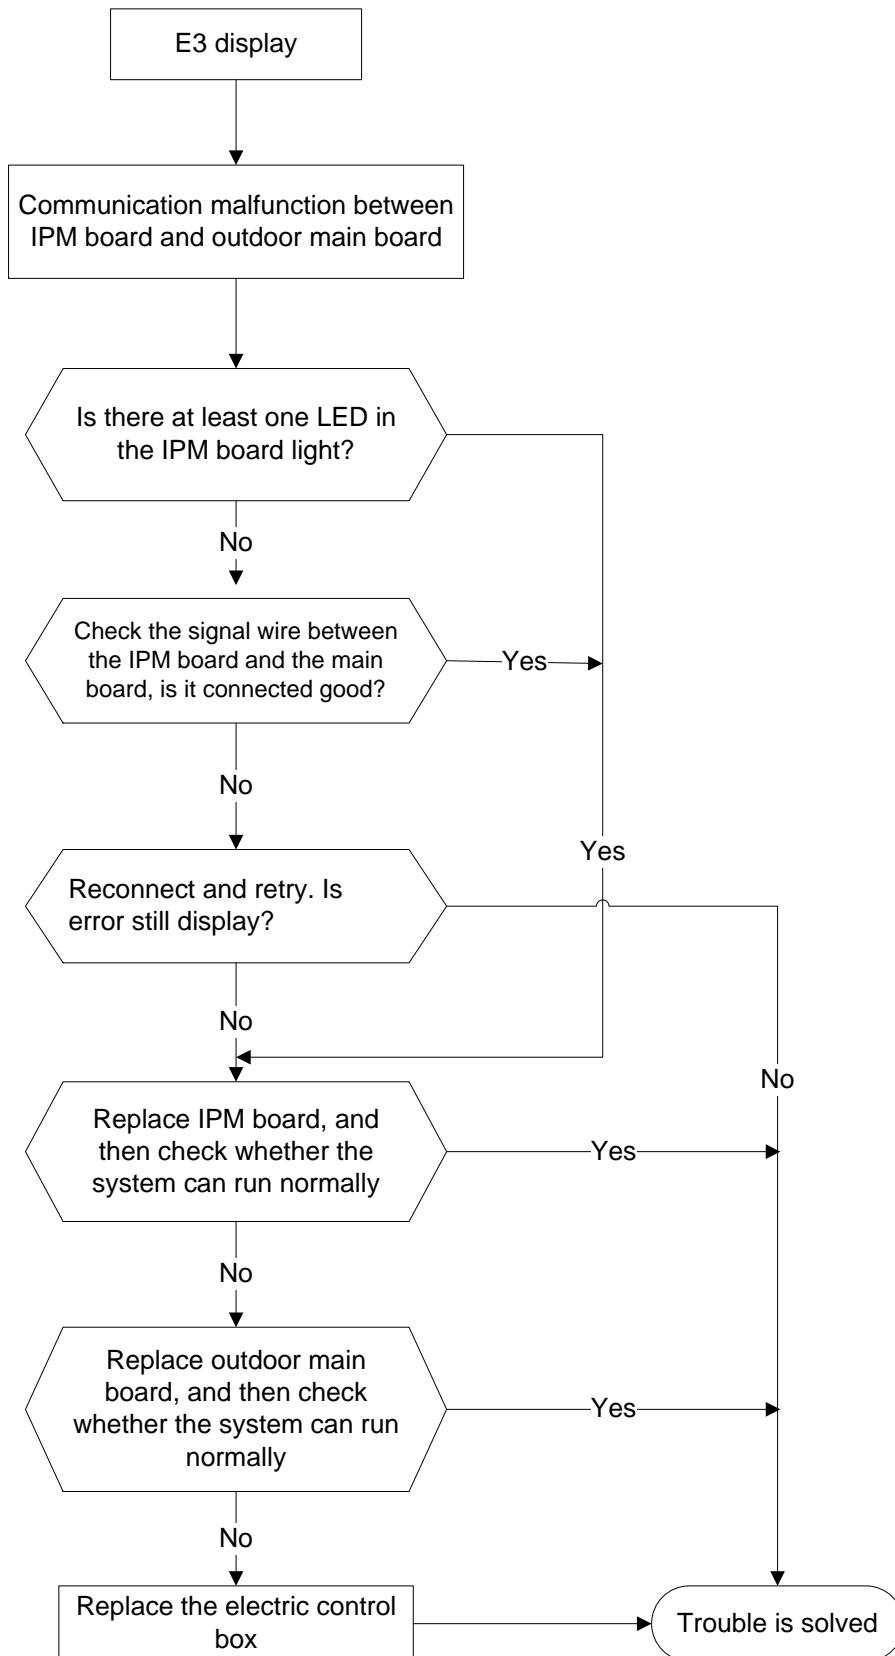 E3 display
Communication malfunction between
IPM board and outdoor main board
Is there at least one LED in
the IPM board light?
No
Check the signal wire between
the IPM board and the main
board, is it connected good?
Yes
No
Yes
Reconnect and retry. Is
error still display?
No
No
Replace IPM board, and
then check whether the
system can run normally
Yes
No
Replace outdoor main
board, and then check
whether the system can run
normally
Yes
No
Replace the electric control
box
Trouble is solved